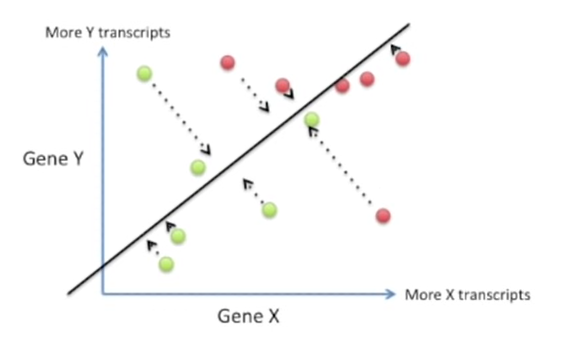 More Y transcripts
Gene Y
More X transcripts
Gene X